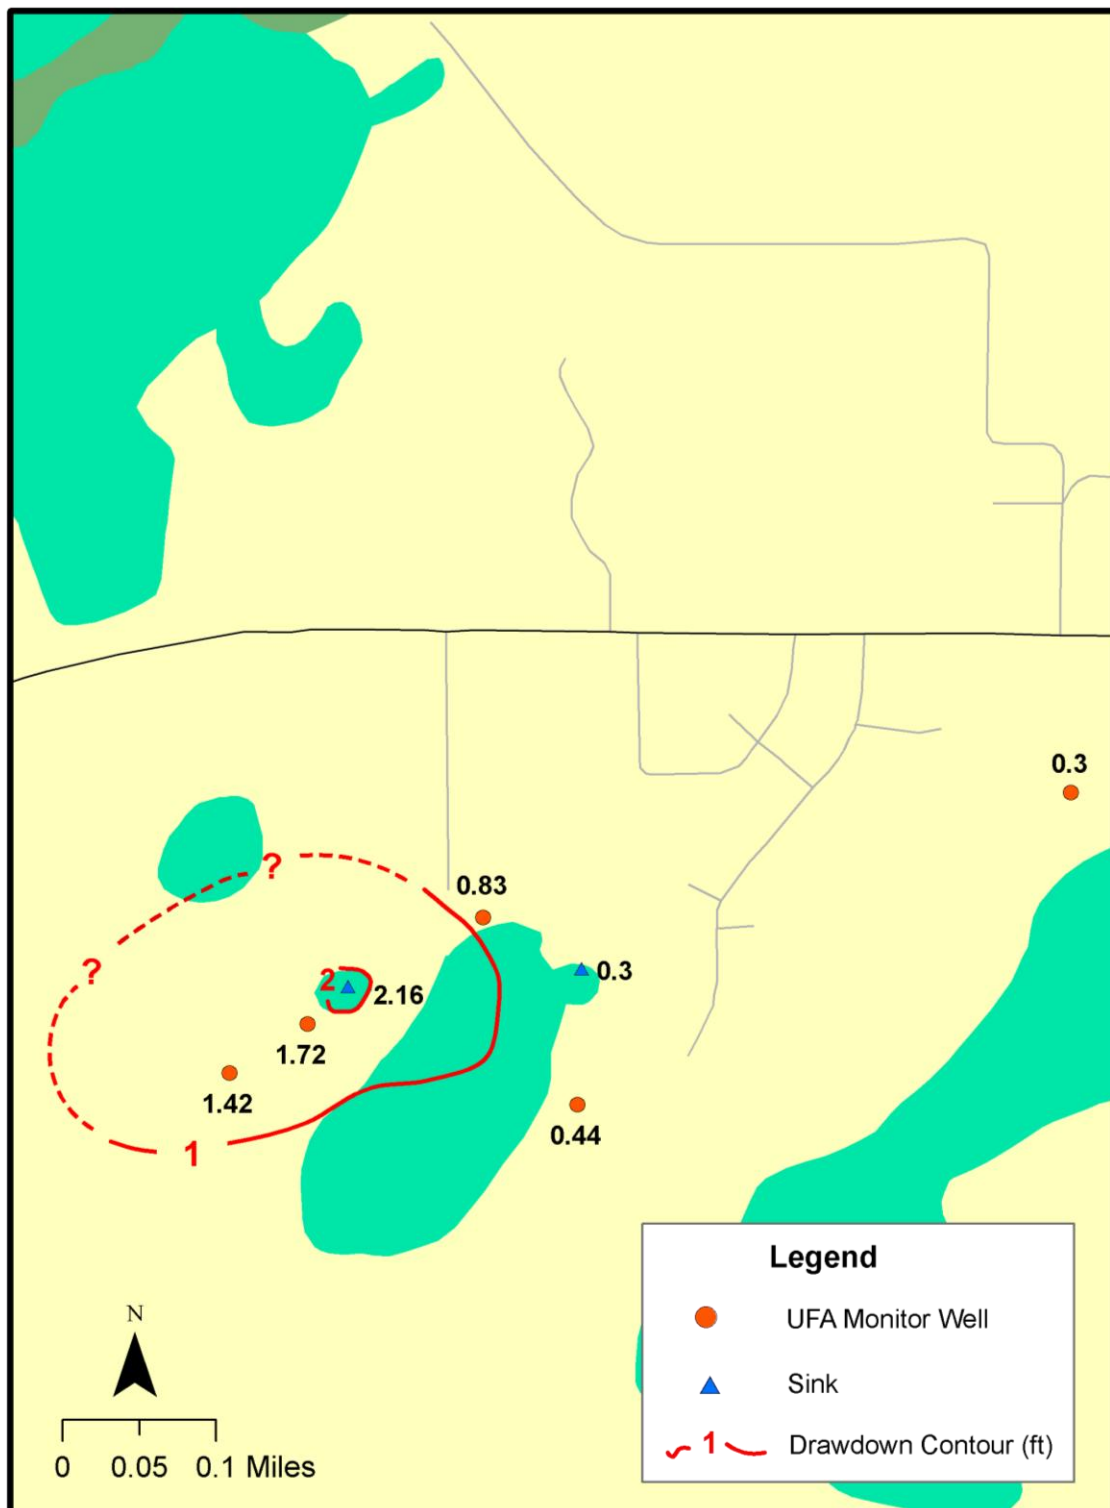 0.3
?
0.83
?
2
0.3
2.16
1.72
1.42
0.44
1
Legend
UFA Monitor Well
Sink
1 Drawdown Contour (ft)
N
0 0.05 0.1 Miles